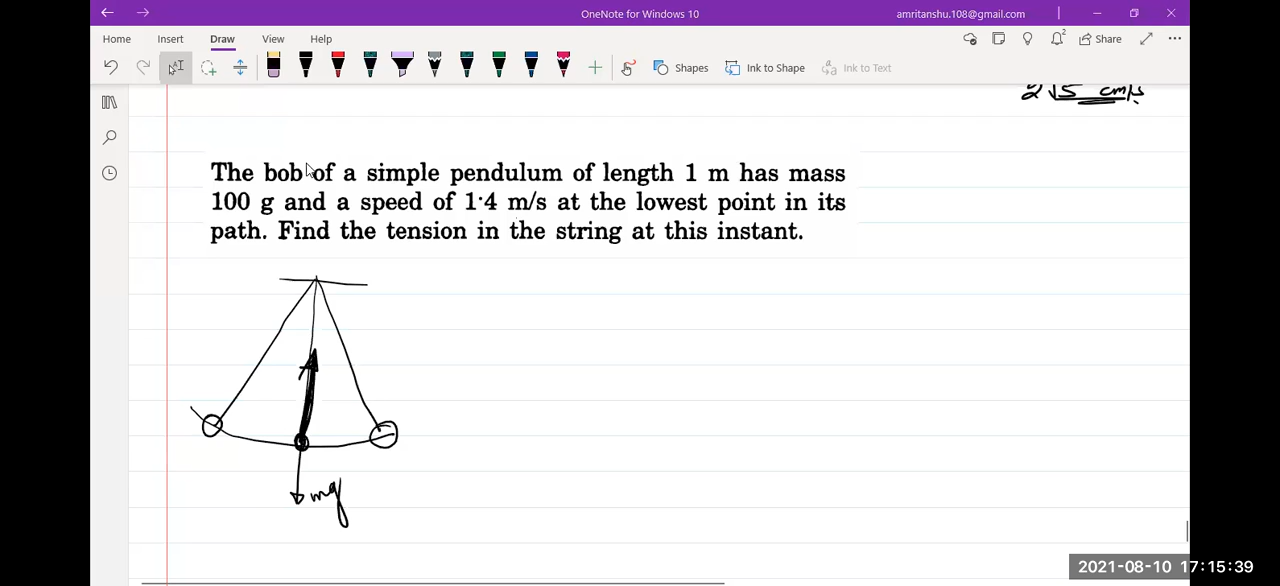 OneNote for Windows 10
amritanshu.108@gmail.com
Home Insert Draw View Help
Share
Shapes
Ink to Shape
Ink to Text
2√5 cm/s
The bob of a simple pendulum of length 1 m has mass
100 g and a speed of 1·4 m/s at the lowest point in its
path. Find the tension in the string at this instant.
mg
2021-08-10 17:15:39